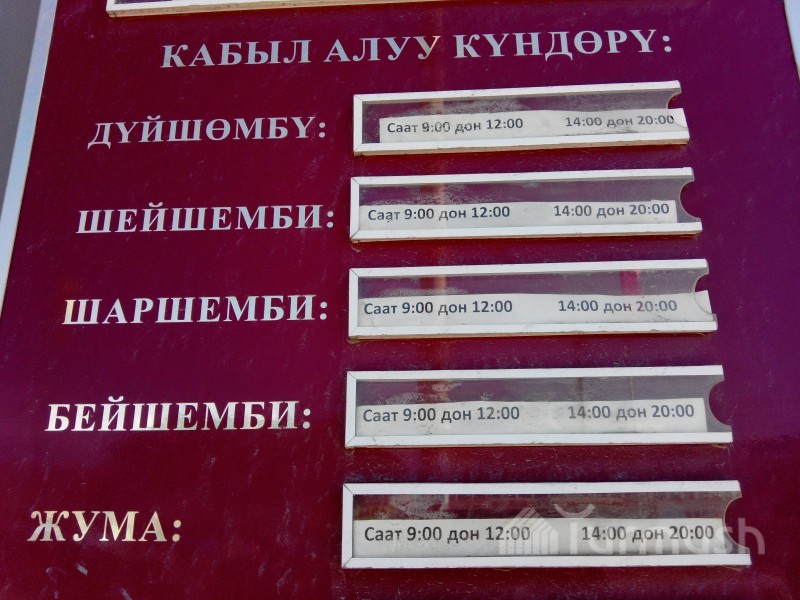 КАБЫЛ АЛУУ КҮНДӨРҮ:
ДҮЙШӨМБҮ: Саат 9:00 дон 12:00 14:00 дон 20:00
ШЕЙШЕМБИ: Саат 9:00 дон 12:00 14:00 дон 20:00
ШАРШЕМБИ: Саат 9:00 дон 12:00 14:00 дон 20:00
БЕЙШЕМБИ: Саат 9:00 дон 12:00 14:00 дон 20:00
ЖУМА: Саат 9:00 дон 12:00 14:00 дон 20:00
Turmush